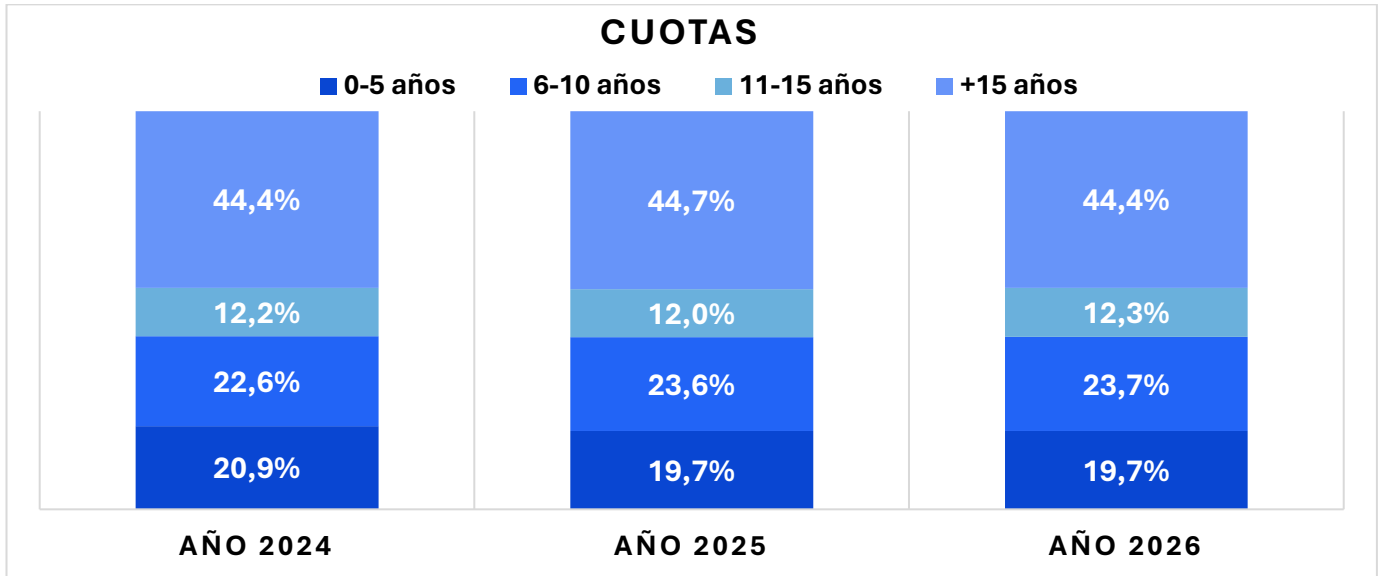 CUOTAS
0-5 años 6-10 años 11-15 años +15 años
44,4% 44,7% 44,4%
12,2% 12,0% 12,3%
22,6% 23,6% 23,7%
20,9% 19,7% 19,7%
AÑO 2024 AÑO 2025 AÑO 2026